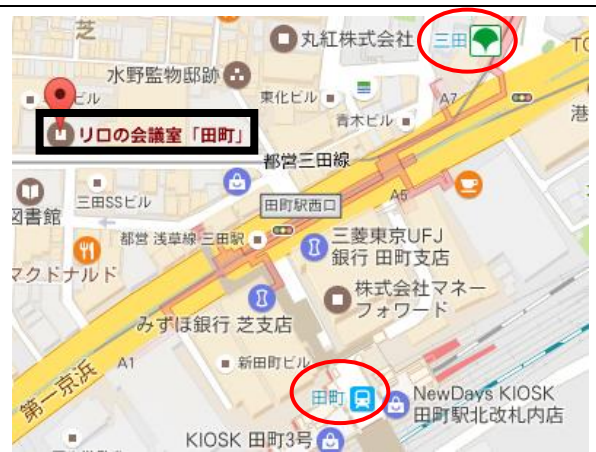 芝
丸紅株式会社
三田
TO
水野監物邸跡
ビル
東化ビル
A7
青木ビル
港
リロの会議室「田町」
都営三田線
図書館
三田SSビル
田町駅西口
A5
都営 浅草線 三田駅
三菱東京UFJ
銀行 田町支店
マクドナルド
株式会社マネー
フォワード
みずほ銀行 芝支店
A1
新田町ビル
第一京浜
田町
NewDays KIOSK
田町駅北改札内店
KIOSK 田町3号